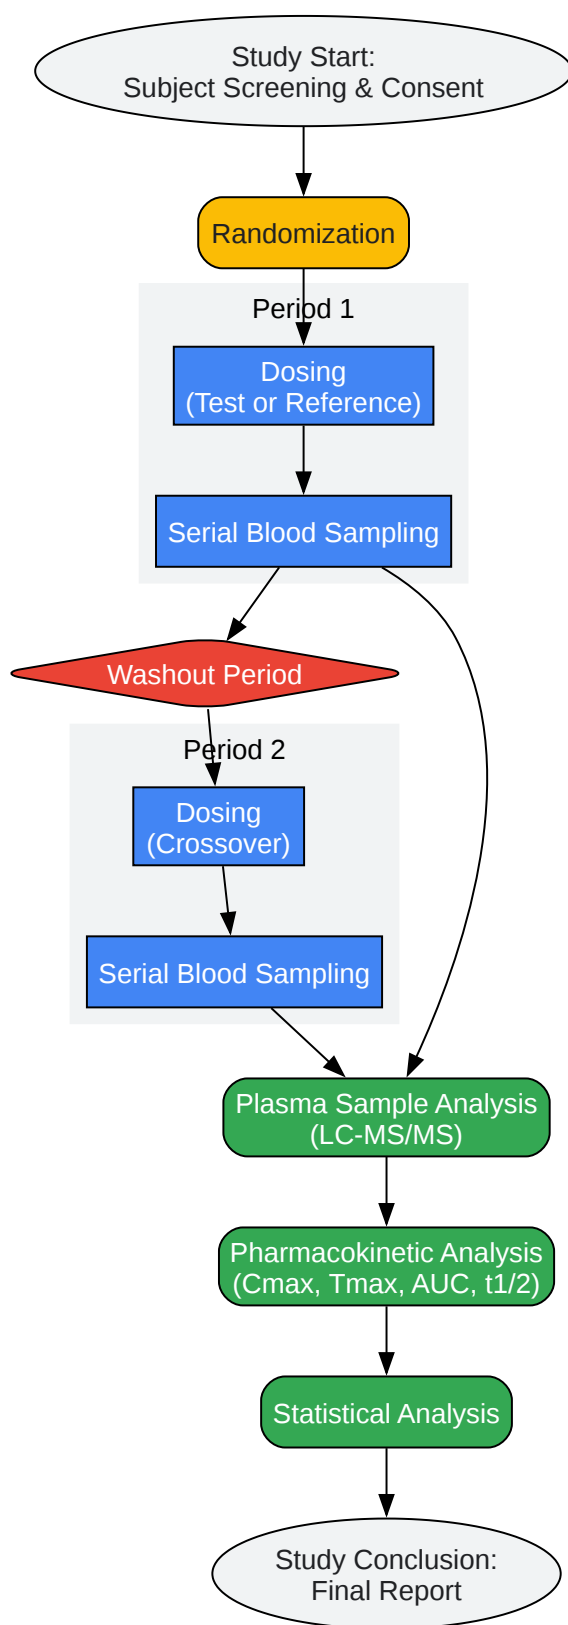 Study Start:
Subject Screening & Consent
Randomization
Period 1
Dosing
(Test or Reference)
Serial Blood Sampling
Washout Period
Period 2
Dosing
(Crossover)
Serial Blood Sampling
Plasma Sample Analysis
(LC-MS/MS)
Pharmacokinetic Analysis
(Cmax, Tmax, AUC, t1/2)
Statistical Analysis
Study Conclusion:
Final Report